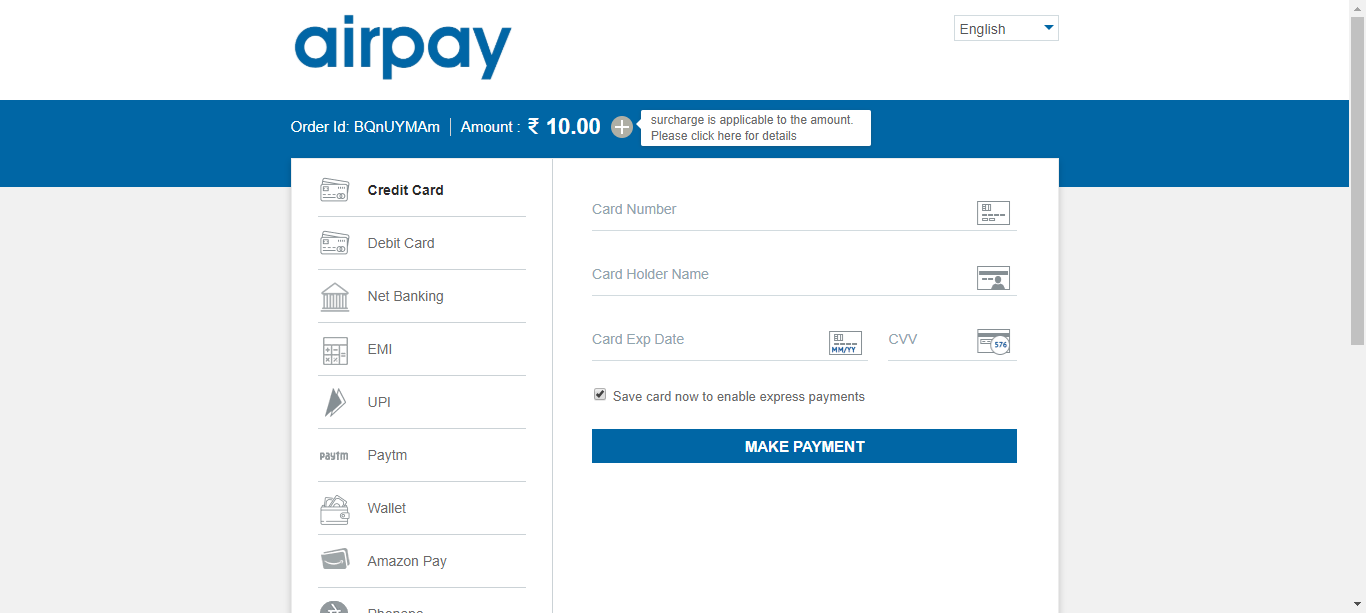 airpay
English
Order Id: BQnUYMAm | Amount : ₹ 10.00
surcharge is applicable to the amount.
Please click here for details
Credit Card
Debit Card
Net Banking
EMI
UPI
Paytm
Paytm
Wallet
Amazon Pay
Phonepe
Card Number
Card Holder Name
Card Exp Date
MM/YY
CVV
576
Save card now to enable express payments
MAKE PAYMENT